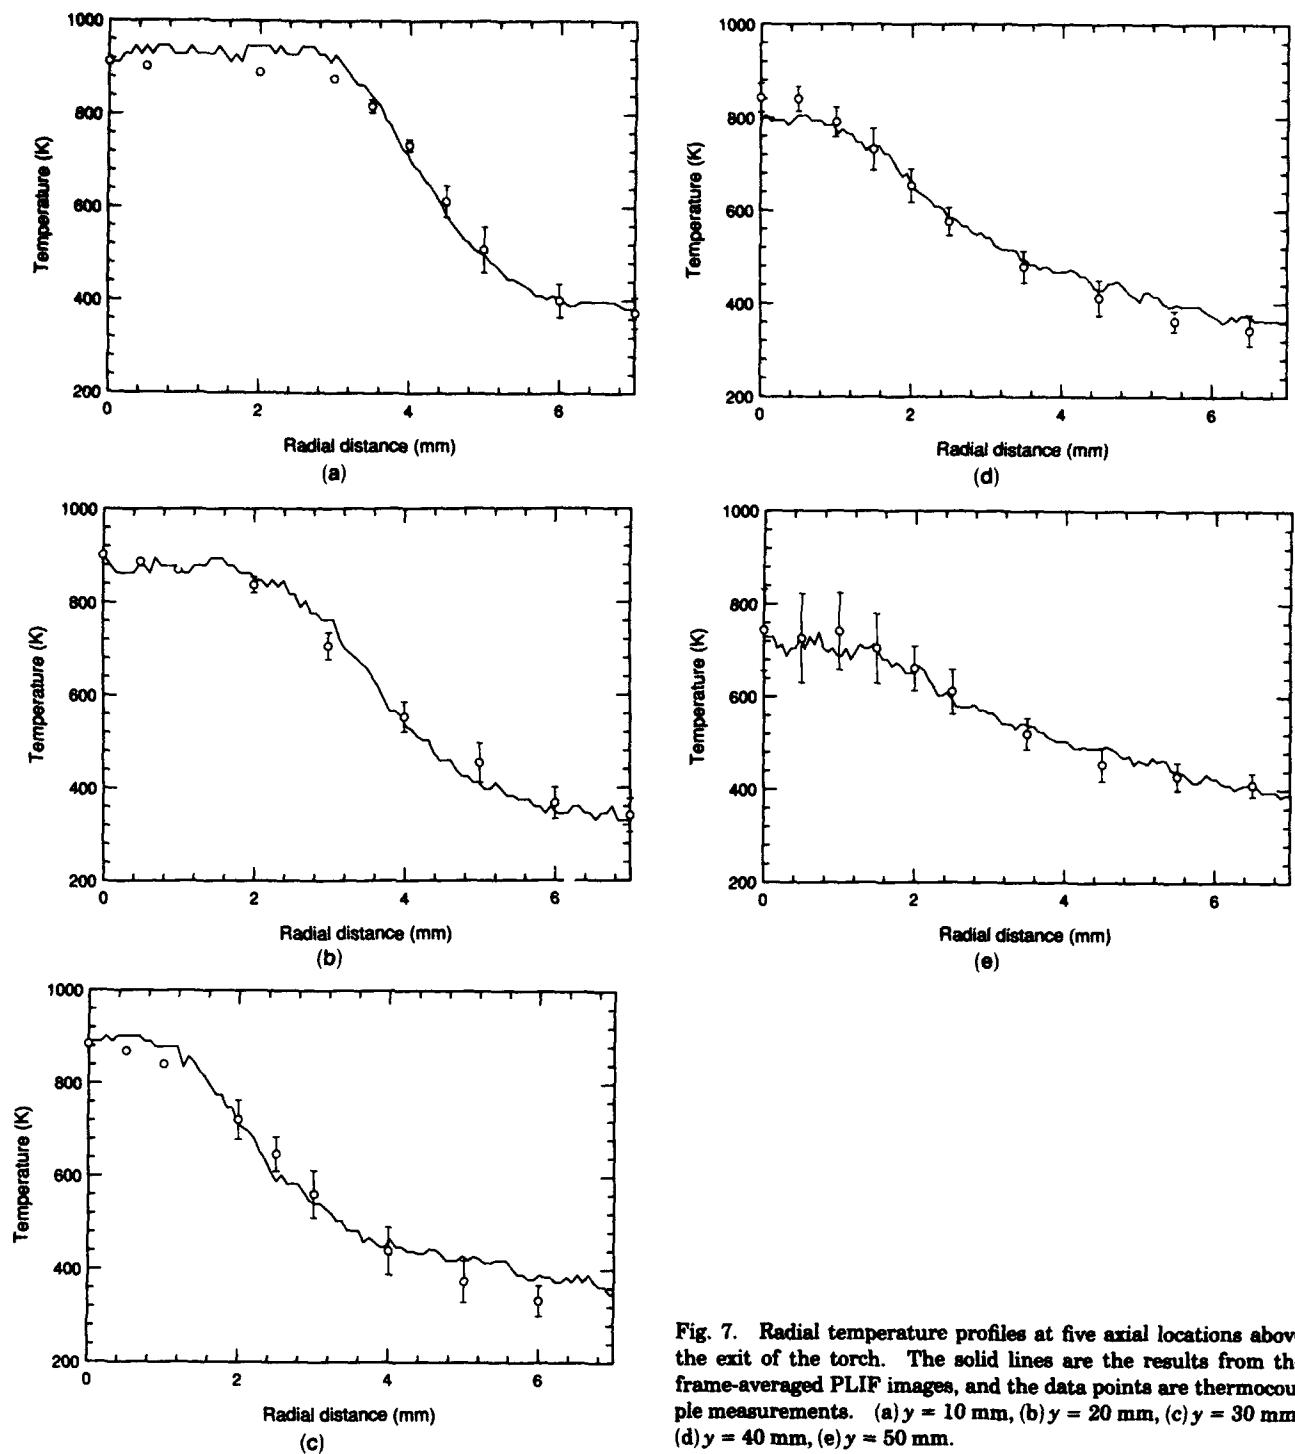 1000
800
600
400
200
Temperature (K)
0 2 4 6
Radial distance (mm)
(a)
1000
800
600
400
200
Temperature (K)
0 2 4 6
Radial distance (mm)
(b)
1000
800
600
400
200
Temperature (K)
0 2 4 6
Radial distance (mm)
(c)
1000
800
600
400
200
Temperature (K)
0 2 4 6
Radial distance (mm)
(d)
1000
800
600
400
200
Temperature (K)
0 2 4 6
Radial distance (mm)
(e)
Fig. 7. Radial temperature profiles at five axial locations above
the exit of the torch. The solid lines are the results from th
frame-averaged PLIF images, and the data points are thermocou-
ple measurements. (a) y = 10 mm, (b) y = 20 mm, (c) y = 30 mm
(d) y = 40 mm, (e) y = 50 mm.